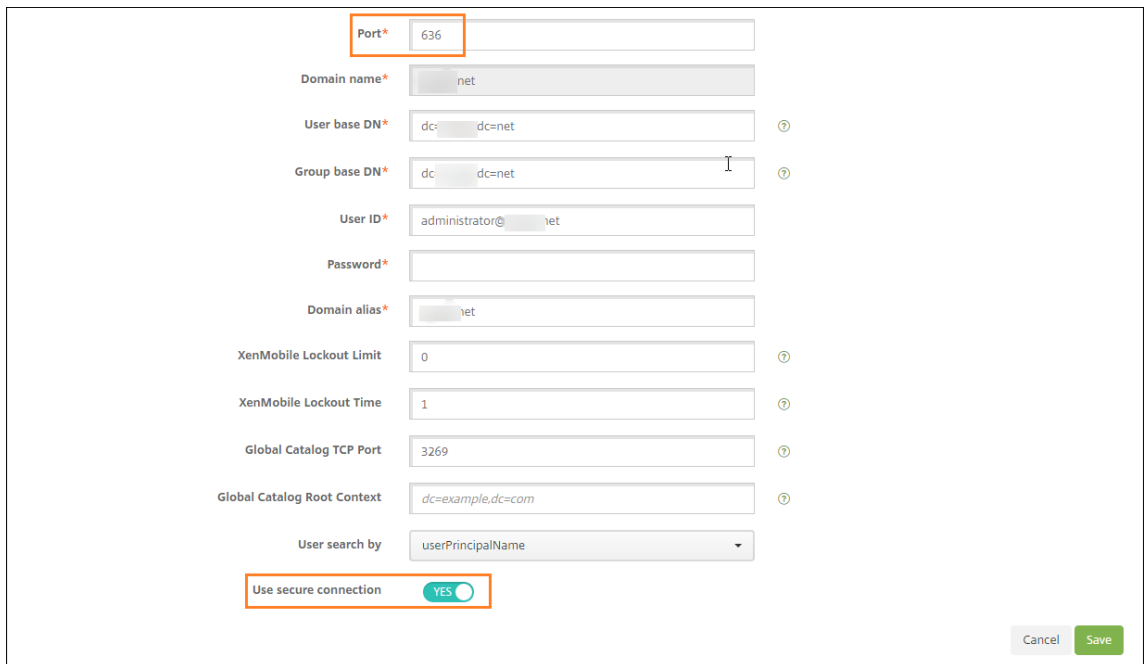 Port* 636
Domain name* net
User base DN* dc= dc=net
Group base DN* dc dc=net
User ID* administrator@ net
Password*
Domain alias* net
XenMobile Lockout Limit 0
XenMobile Lockout Time 1
Global Catalog TCP Port 3269
Global Catalog Root Context dc=example,dc=com
User search by userPrincipalName
Use secure connection YES
Cancel Save